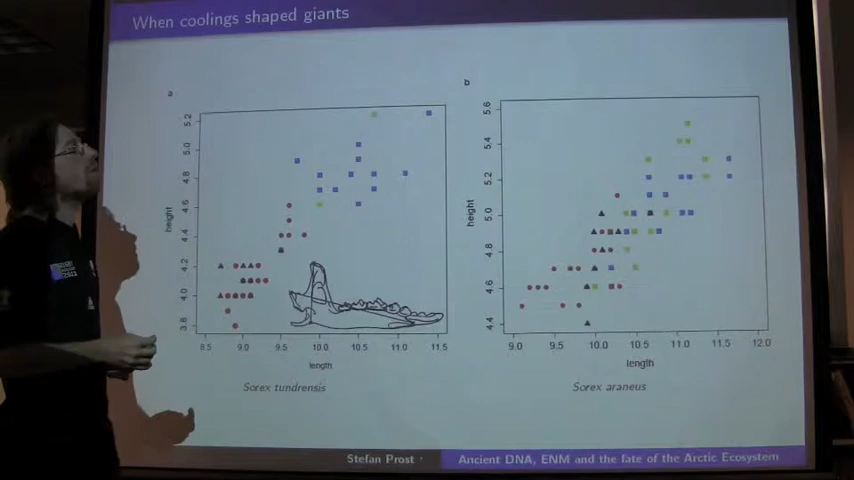 When coolings shaped giants
a
5.2
5.0
4.8
4.6
4.4
4.2
4.0
3.8
height
8.5 9.0 9.5 10.0 10.5 11.0 11.5
length
Sorex tundrensis
b
5.6
5.4
5.2
5.0
4.8
4.6
4.4
height
9.0 9.5 10.0 10.5 11.0 11.5 12.0
length
Sorex araneus
Stefan Prost
Ancient DNA, ENM and the fate of the Arctic Ecosystem